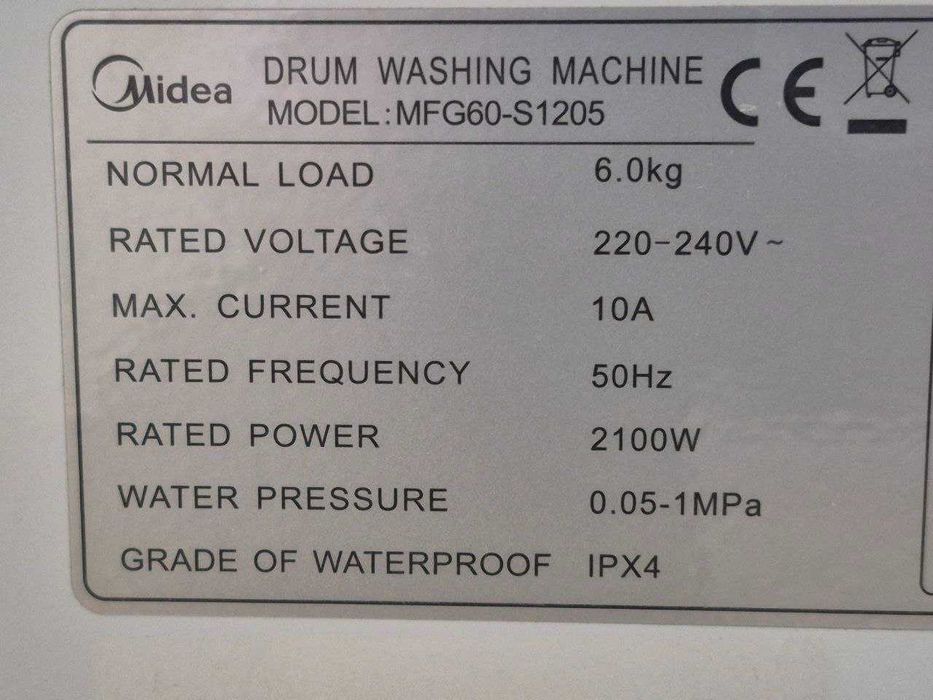 Midea DRUM WASHING MACHINE CE
MODEL:MFG60-S1205
NORMAL LOAD 6.0kg
RATED VOLTAGE 220-240V~
MAX. CURRENT 10A
RATED FREQUENCY 50Hz
RATED POWER 2100W
WATER PRESSURE 0.05-1MPa
GRADE OF WATERPROOF IPX4